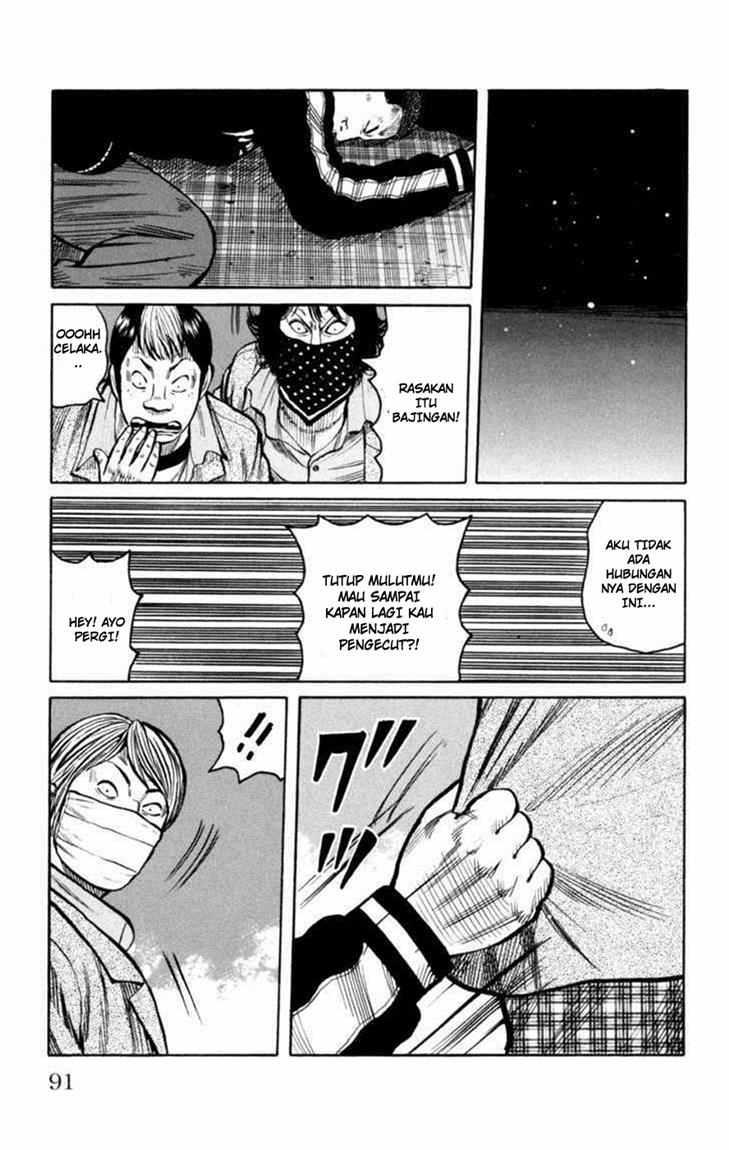 RASAKAN
ITU
BAJINGAN!
OOOHH
CELAKA.
..
AKU TIDAK
ADA
HUBUNGAN
NYA DENGAN
INI...
TUTUP MULUTMU!
MAU SAMPAI
KAPAN LAGI KAU
MENJADI
PENGECUT?!
HEY! AYO
PERGI!
グッ
!!
91